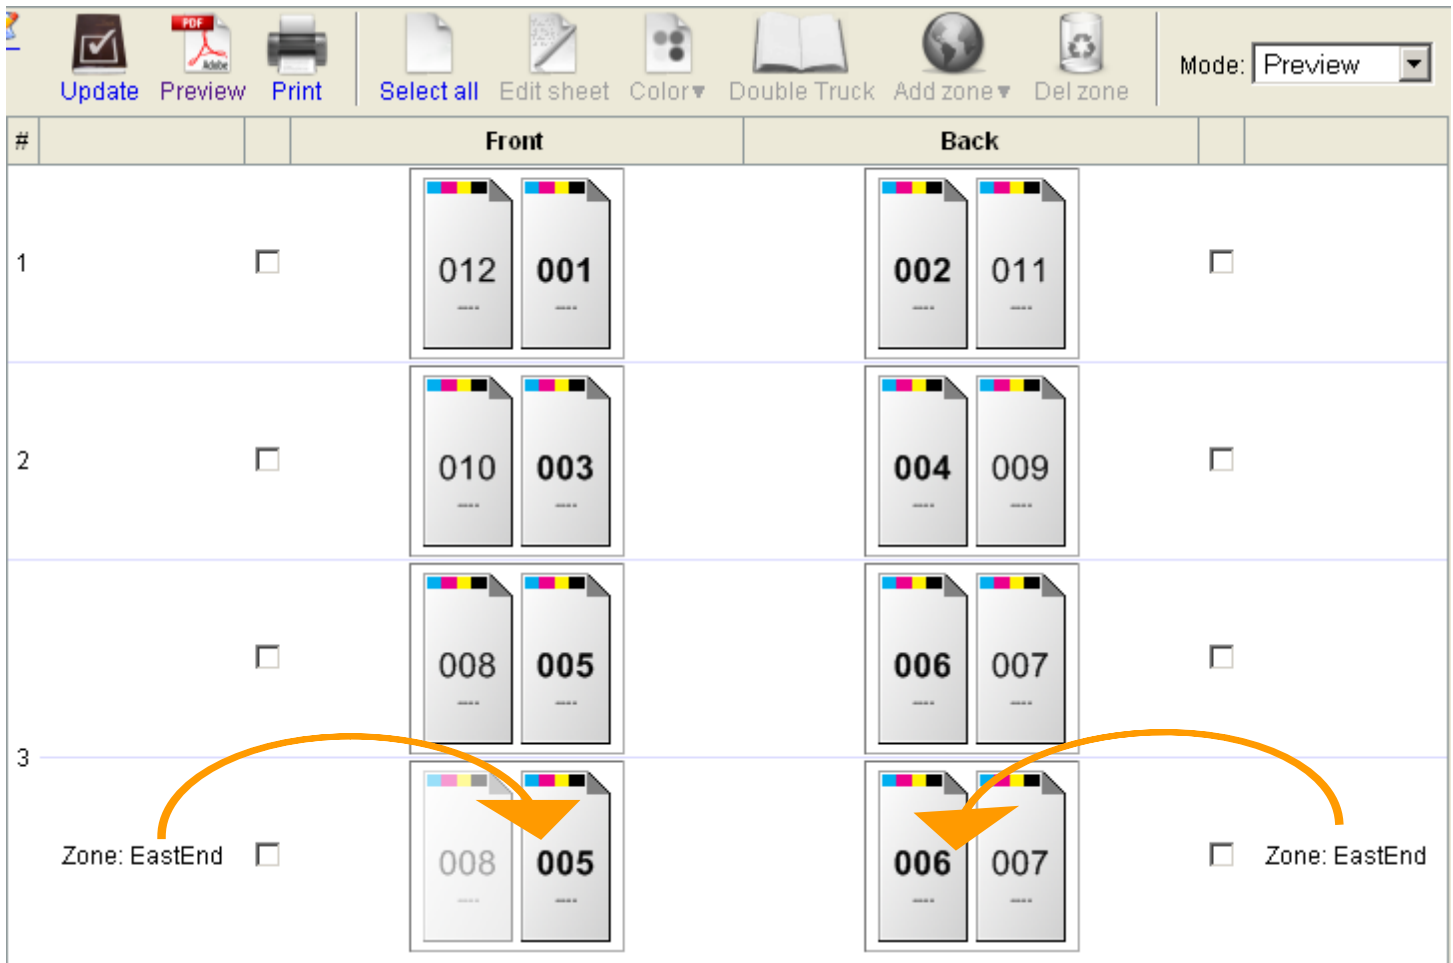 PDF
Adobe
Update Preview Print Select all Edit sheet Color▼ Double Truck Add zone▼ Del zone Mode: Preview
# Front Back
1 012 001 002 011
---- ---- ---- ----
2 010 003 004 009
---- ---- ---- ----
008 005 006 007
---- ---- ---- ----
3
Zone: EastEnd 008 005 006 007 Zone: EastEnd
---- ---- ---- ----